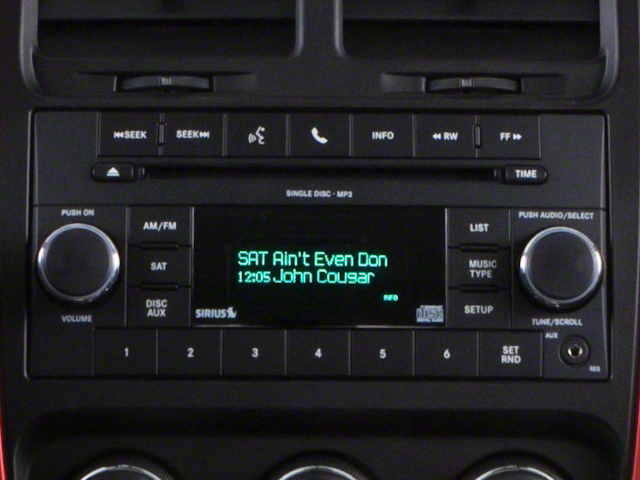 SEEK
SEEK
INFO
RW
FF
TIME
SINGLE DISC - MP3
PUSH ON
PUSH AUDIO/SELECT
AM/FM
LIST
SAT Ain't Even Don
SAT
MUSIC
TYPE
12:05 John Cougar
INFO
DISC
AUX
SETUP
SIRIUS
VOLUME
TUNE/SCROLL
1
2
3
4
5
6
SET
RND
AUX